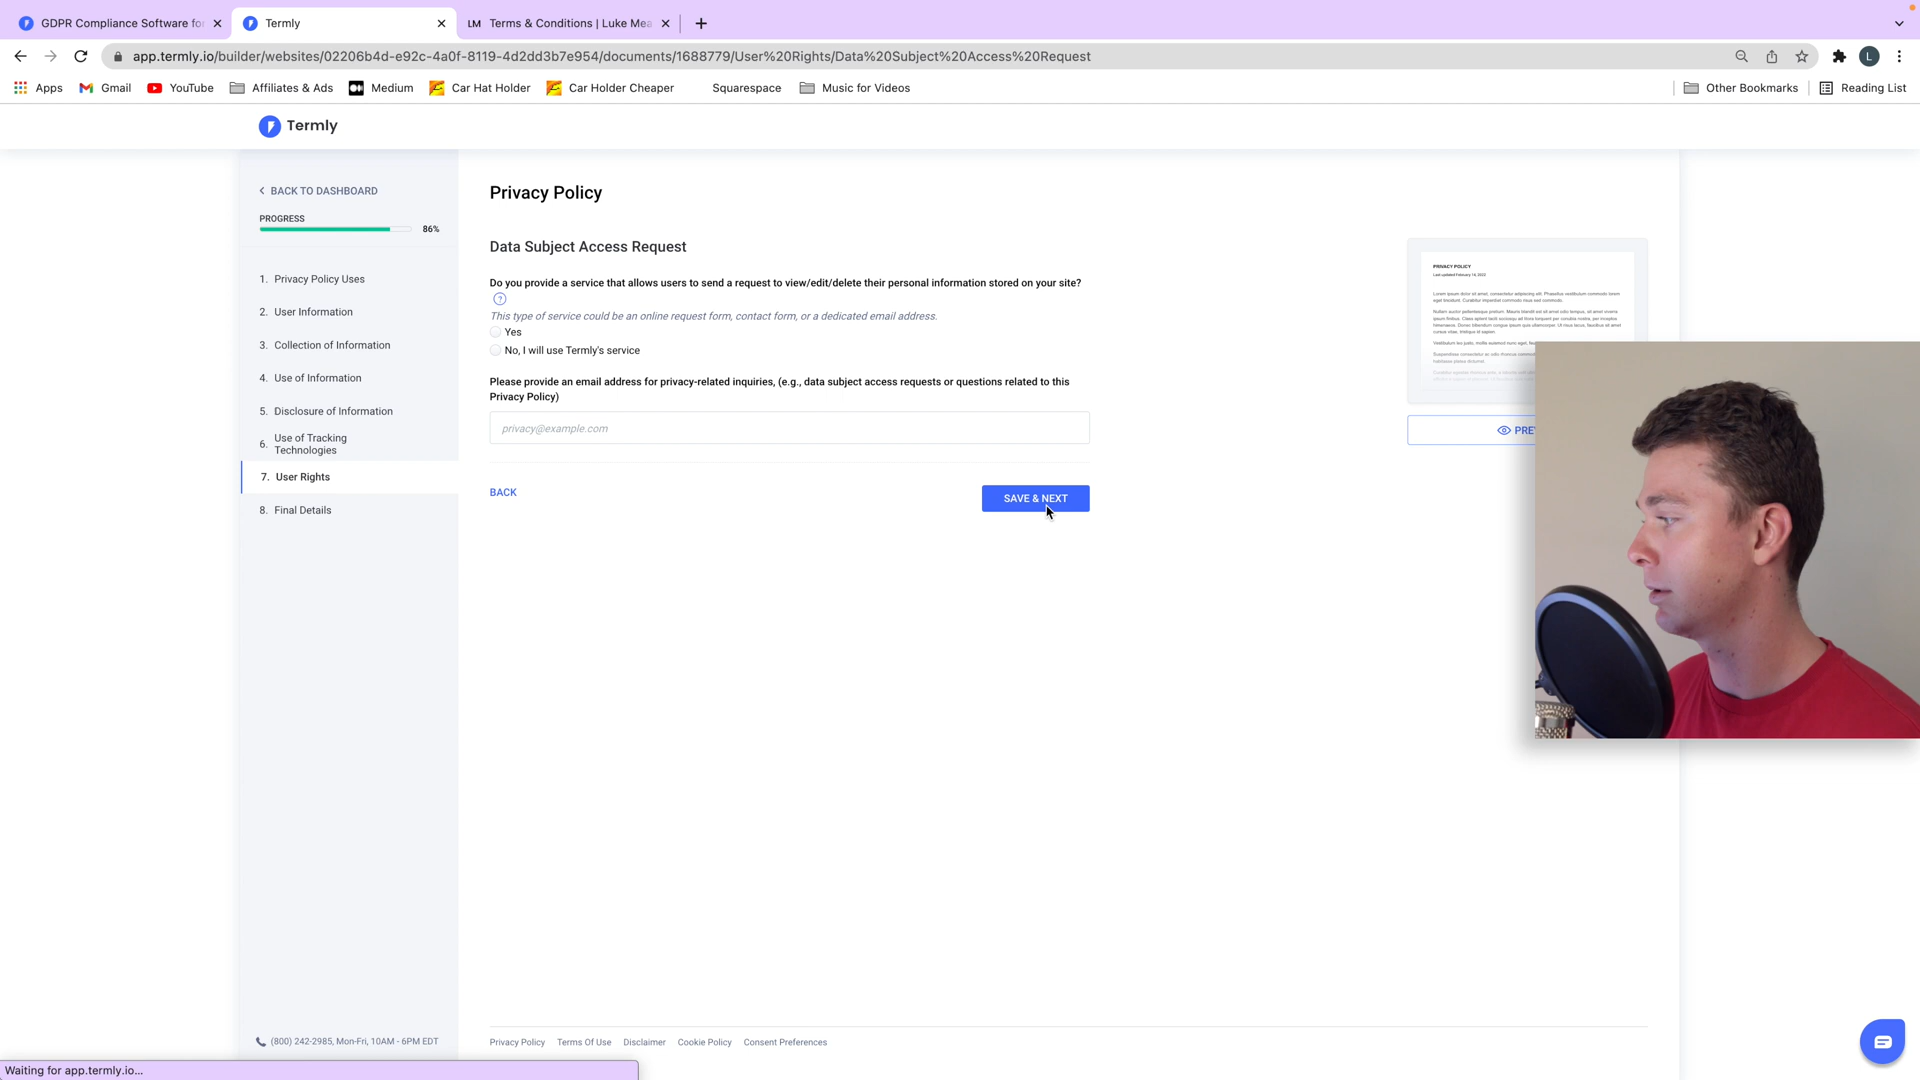 GDPR Compliance Software fo
Termly
LM Terms & Conditions | Luke Mea
app.termly.io/builder/websites/02206b4d-e92c-4a0f-8119-4d2dd3b7e954/documents/1688779/User%20Rights/Data%20Subject%20Access%20Request
L
Apps
Gmail
YouTube
Affiliates & Ads
Medium
Car Hat Holder
Car Holder Cheaper
Squarespace
Music for Videos
Other Bookmarks
Reading List
Termly
BACK TO DASHBOARD
PROGRESS
86%
1. Privacy Policy Uses
2. User Information
3. Collection of Information
4. Use of Information
5. Disclosure of Information
6. Use of Tracking
Technologies
7. User Rights
8. Final Details
(800) 242-2985, Mon-Fri, 10AM - 6PM EDT
Privacy Policy
Data Subject Access Request
Do you provide a service that allows users to send a request to view/edit/delete their personal information stored on your site?
?
This type of service could be an online request form, contact form, or a dedicated email address.
Yes
No, I will use Termly's service
Please provide an email address for privacy-related inquiries, (e.g., data subject access requests or questions related to this
Privacy Policy)
privacy@example.com
BACK
SAVE & NEXT
PRIVACY POLICY
Last updated February 14, 2022
PRE
Privacy Policy
Terms Of Use
Disclaimer
Cookie Policy
Consent Preferences
Waiting for app.termly.io...